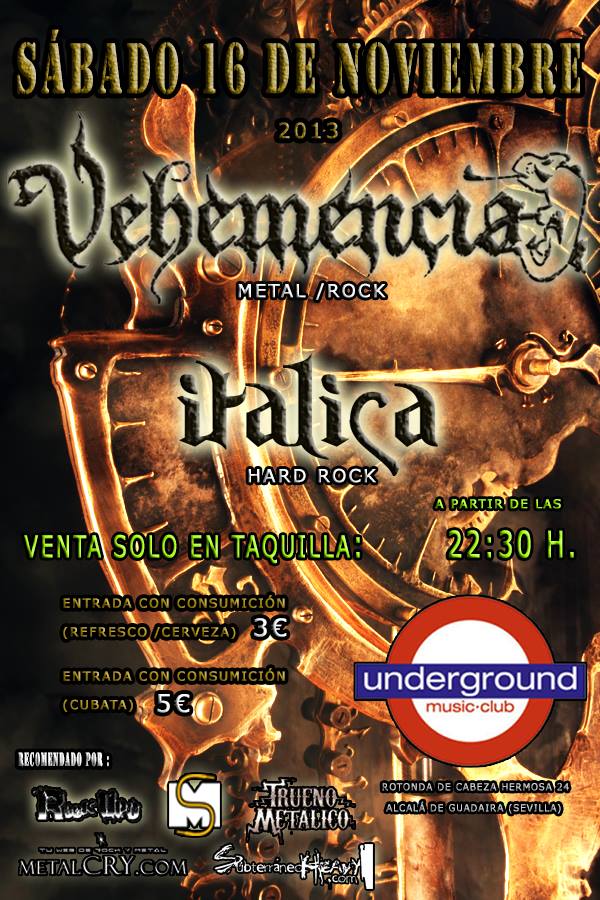 SÁBADO 16 DE NOVIEMBRE
2013
Vehemencia
METAL /ROCK
italica
HARD ROCK
A PARTIR DE LAS
VENTA SOLO EN TAQUILLA: 22:30 H.
ENTRADA CON CONSUMICIÓN
(REFRESCO /CERVEZA) 3€
ENTRADA CON CONSUMICIÓN
(CUBATA) 5€
underground
music·club
ROTONDA DE CABEZA HERMOSA 24
ALCALÁ DE GUADAIRA (SEVILLA)
RECOMENDADO POR :
SM
TRUENO
METALICO
TU WEB DE ROCK Y METAL
METALCRY.COM
SubterráneoHeavy
.com